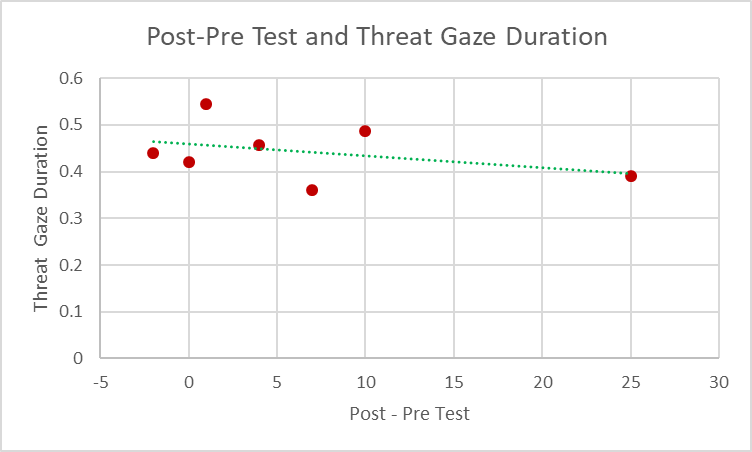 Post-Pre Test and Threat Gaze Duration
Threat Gaze Duration
0.6
0.5
0.4
0.3
0.2
0.1
0
-5 0 5 10 15 20 25 30
Post - Pre Test